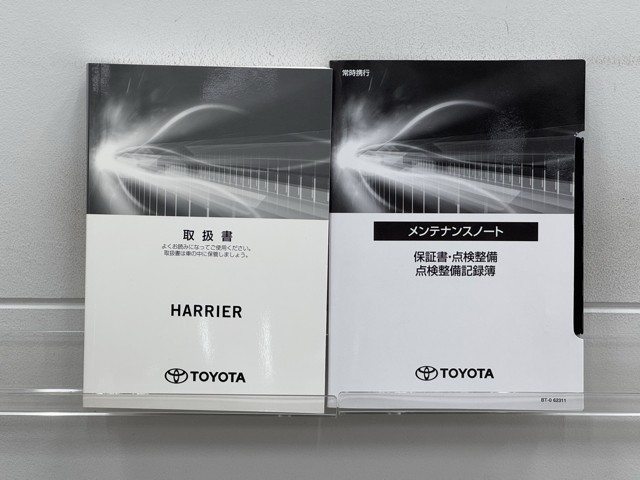 取扱書
よくお読みになってご使用ください。
取扱書は車の中に保管しましょう。
HARRIER
TOYOTA
常時携行
メンテナンスノート
保証書・点検整備
点検整備記録簿
TOYOTA
BT-9 62311